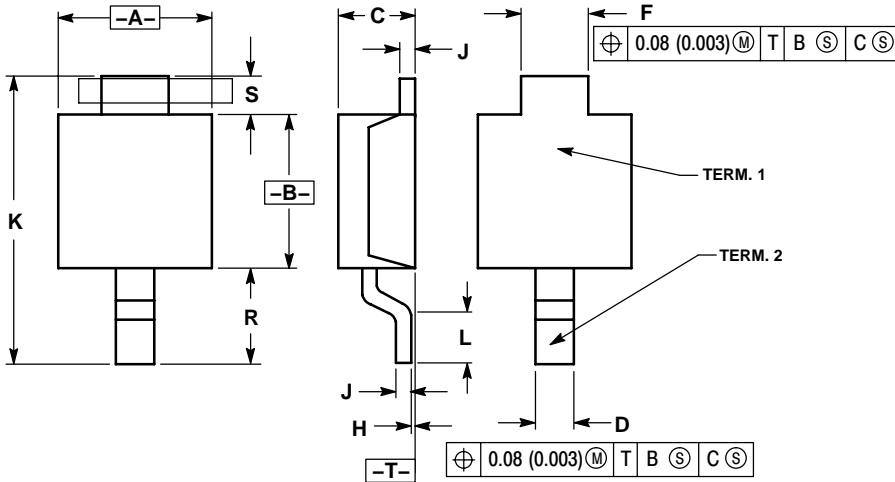 –A–
C
F
⌖ 0.08 (0.003) Ⓜ T B Ⓢ C Ⓢ
J
S
–B–
K
TERM. 1
TERM. 2
R
L
J
H
D
⌖ 0.08 (0.003) Ⓜ T B Ⓢ C Ⓢ
–T–